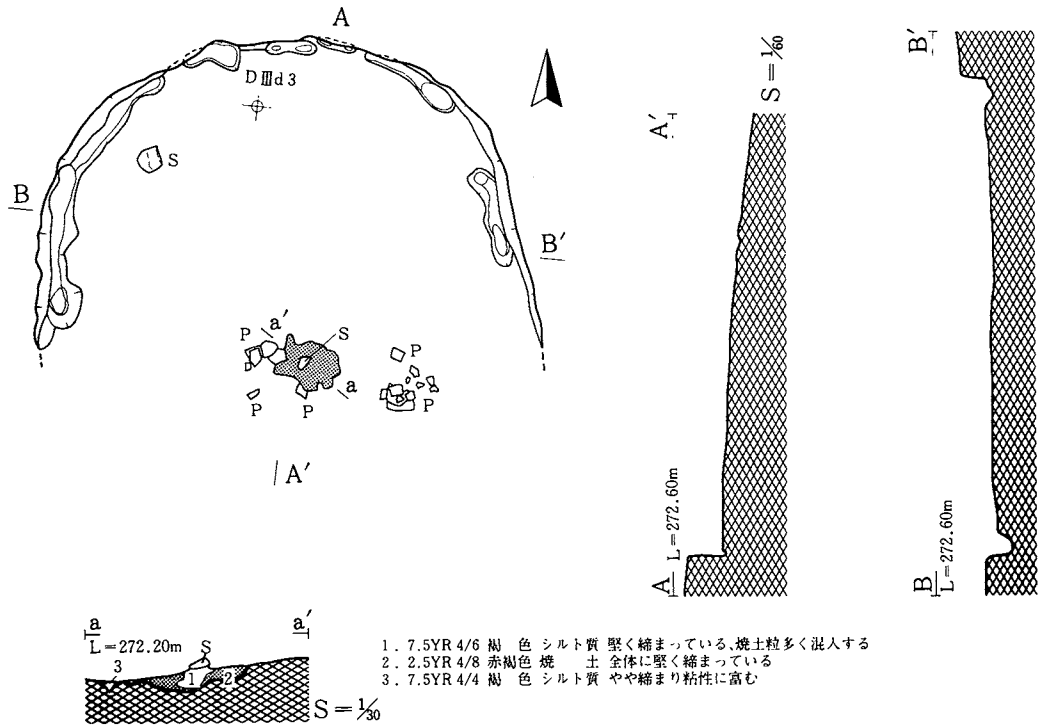 A
DⅢd3
S
B
B′
P
a′
S
P
a
P
P
P
A′
A
L=272.60m
A′
S=1/60
B
L=272.60m
B′
a
a′
L=272.20m
S
3
1
2
S=1/30
1. 7.5YR 4/6 褐 色 シルト質 堅く締まっている、焼土粒多く混入する
2. 2.5YR 4/8 赤褐色 焼 土 全体に堅く締まっている
3. 7.5YR 4/4 褐 色 シルト質 やや締まり粘性に富む